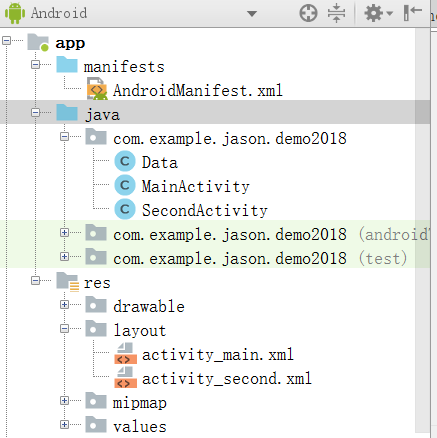 Android
app
manifests
AndroidManifest.xml
java
com.example.jason.demo2018
Data
MainActivity
SecondActivity
com.example.jason.demo2018 (android
com.example.jason.demo2018 (test)
res
drawable
layout
activity_main.xml
activity_second.xml
mipmap
values